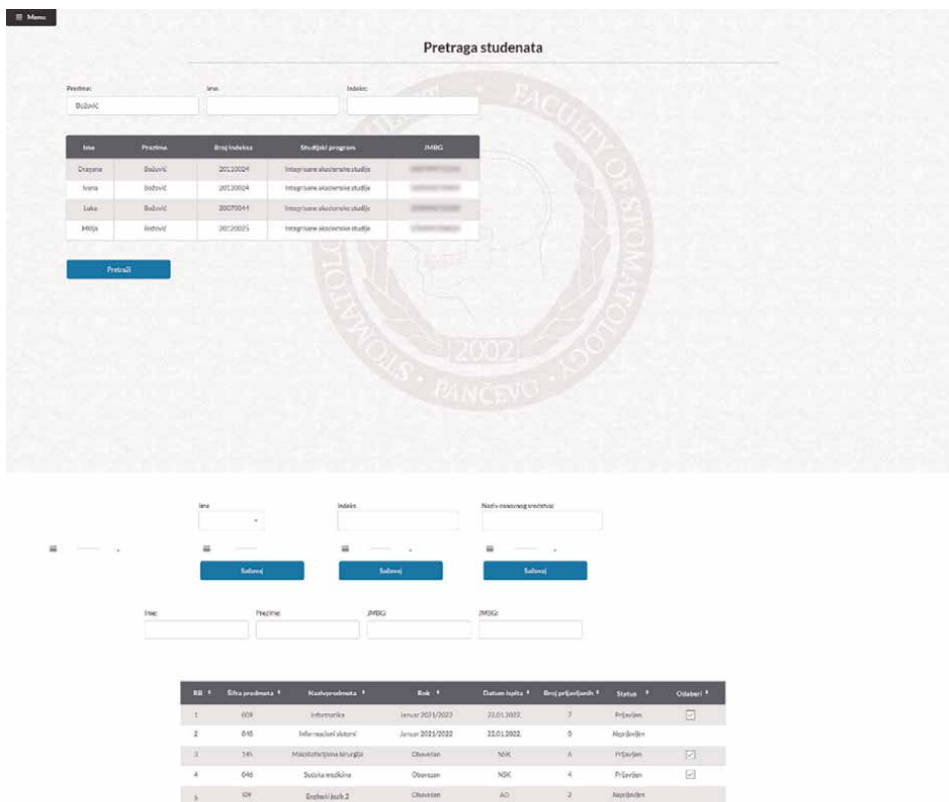 Menu
Pretraga studenata
Prezime: Ime: Indeks:
Božović
Ime Prezime Broj indeksa Studijski program JMBG
Dragana Božović 20120024 Integrisane akademske studije
Ivana Božović 20130024 Integrisane akademske studije
Luka Božović 20070044 Integrisane akademske studije
Milija Božović 20120025 Integrisane akademske studije
Pretraži
FACULTY OF STOMATOLOGY
2002
PANČEVO
Ime Indeks Naziv osnovnog sredstva:
Sačuvaj Sačuvaj Sačuvaj
Ime: Prezime: JMBG: JMBG:
RB Šifra predmeta Naziv predmeta Rok Datum ispita Broj prijavljenih Status Odaberi
1 Informatika Januar 2021/2022 22.01.2022. 7 Prijavljen
2 Informacioni sistemi Januar 2021/2022 22.01.2022. Neprijavljen
3 545 Maksilofacijalna hirurgija Obavezan NSK Prijavljen
4 046 Sudska medicina Obavezan NSK 4 Prijavljen
5 Engleski jezik 2 Obavezan AO 2 Neprijavljen